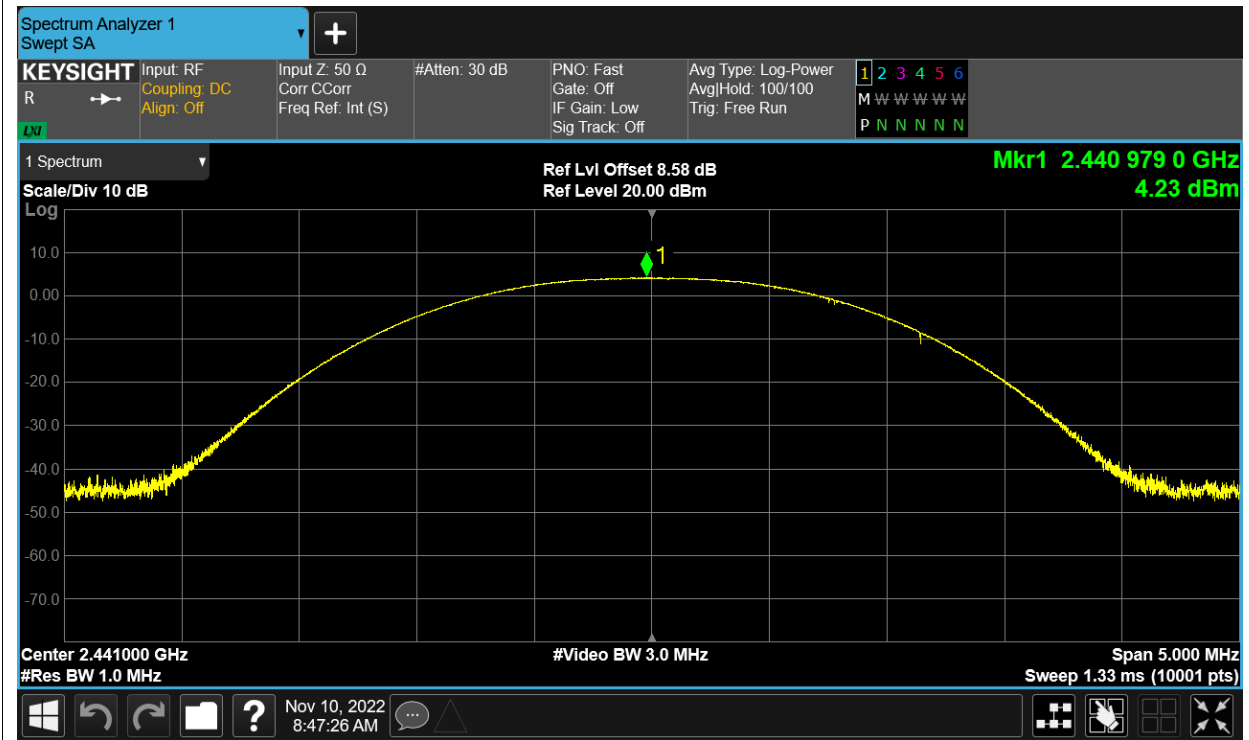 Spectrum Analyzer 1
Swept SA
KEYSIGHT
R
LXI
Input: RF
Coupling: DC
Align: Off
Input Z: 50 Ω
Corr CCorr
Freq Ref: Int (S)
#Atten: 30 dB
PNO: Fast
Gate: Off
IF Gain: Low
Sig Track: Off
Avg Type: Log-Power
Avg|Hold: 100/100
Trig: Free Run
1 2 3 4 5 6
M W W W W W
P N N N N N
1 Spectrum
Scale/Div 10 dB
Ref Lvl Offset 8.58 dB
Ref Level 20.00 dBm
Mkr1 2.440 979 0 GHz
4.23 dBm
Log
10.0
0.00
-10.0
-20.0
-30.0
-40.0
-50.0
-60.0
-70.0
1
Center 2.441000 GHz
#Res BW 1.0 MHz
#Video BW 3.0 MHz
Span 5.000 MHz
Sweep 1.33 ms (10001 pts)
?
Nov 10, 2022
8:47:26 AM